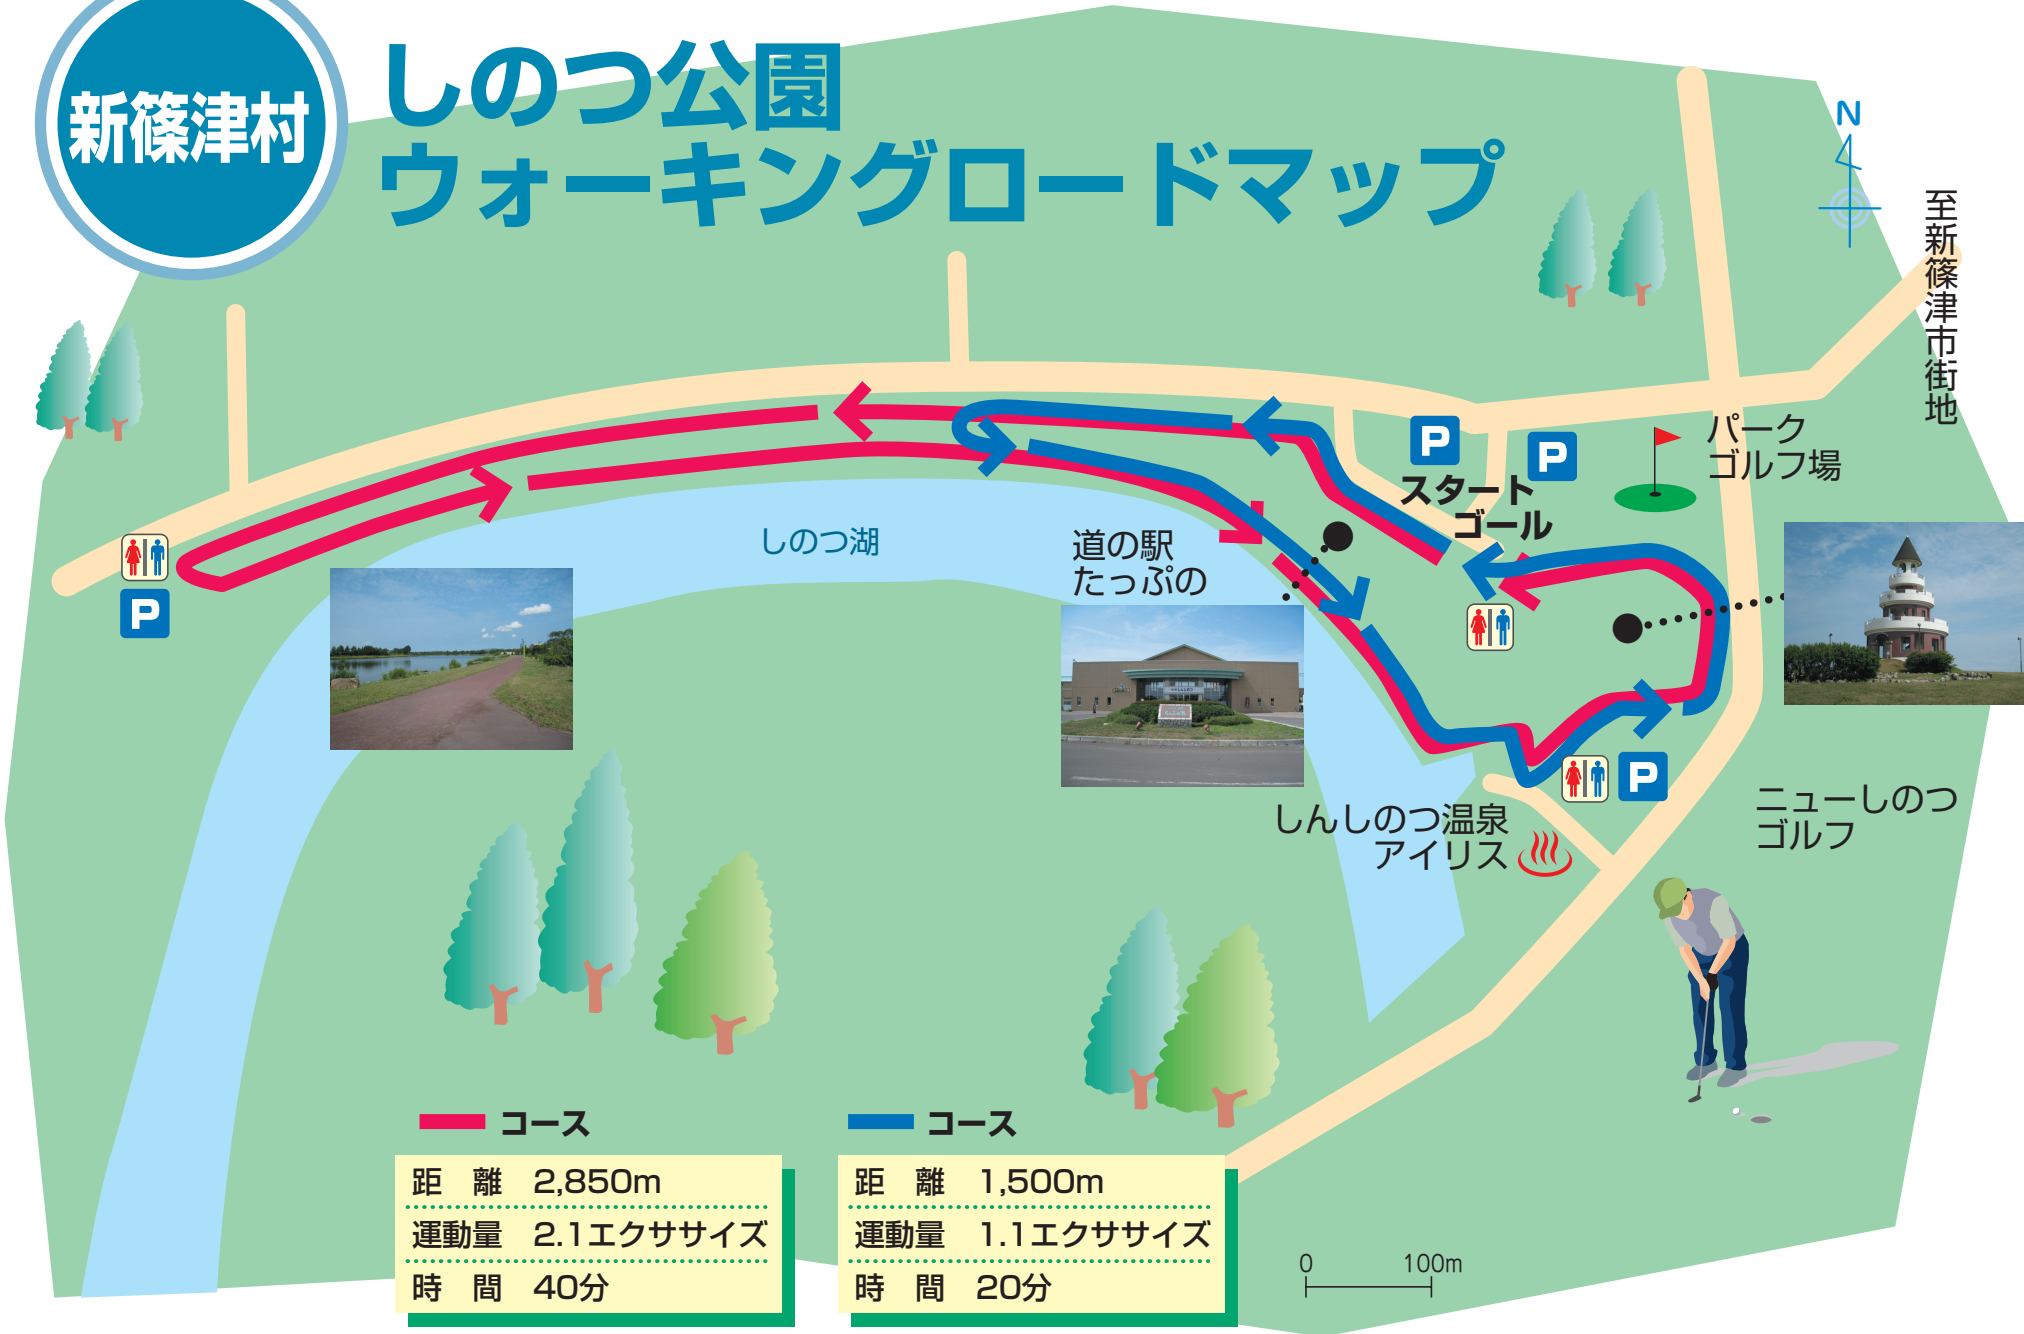 新篠津村
しのつ公園
ウォーキングロードマップ
N
至新篠津市街地
P
P
パーク
ゴルフ場
スタート
ゴール
しのつ湖
道の駅
たっぷの
P
P
しんしのつ温泉
アイリス
ニューしのつ
ゴルフ
コース
距 離 2,850m
運動量 2.1エクササイズ
時 間 40分
コース
距 離 1,500m
運動量 1.1エクササイズ
時 間 20分
0 100m